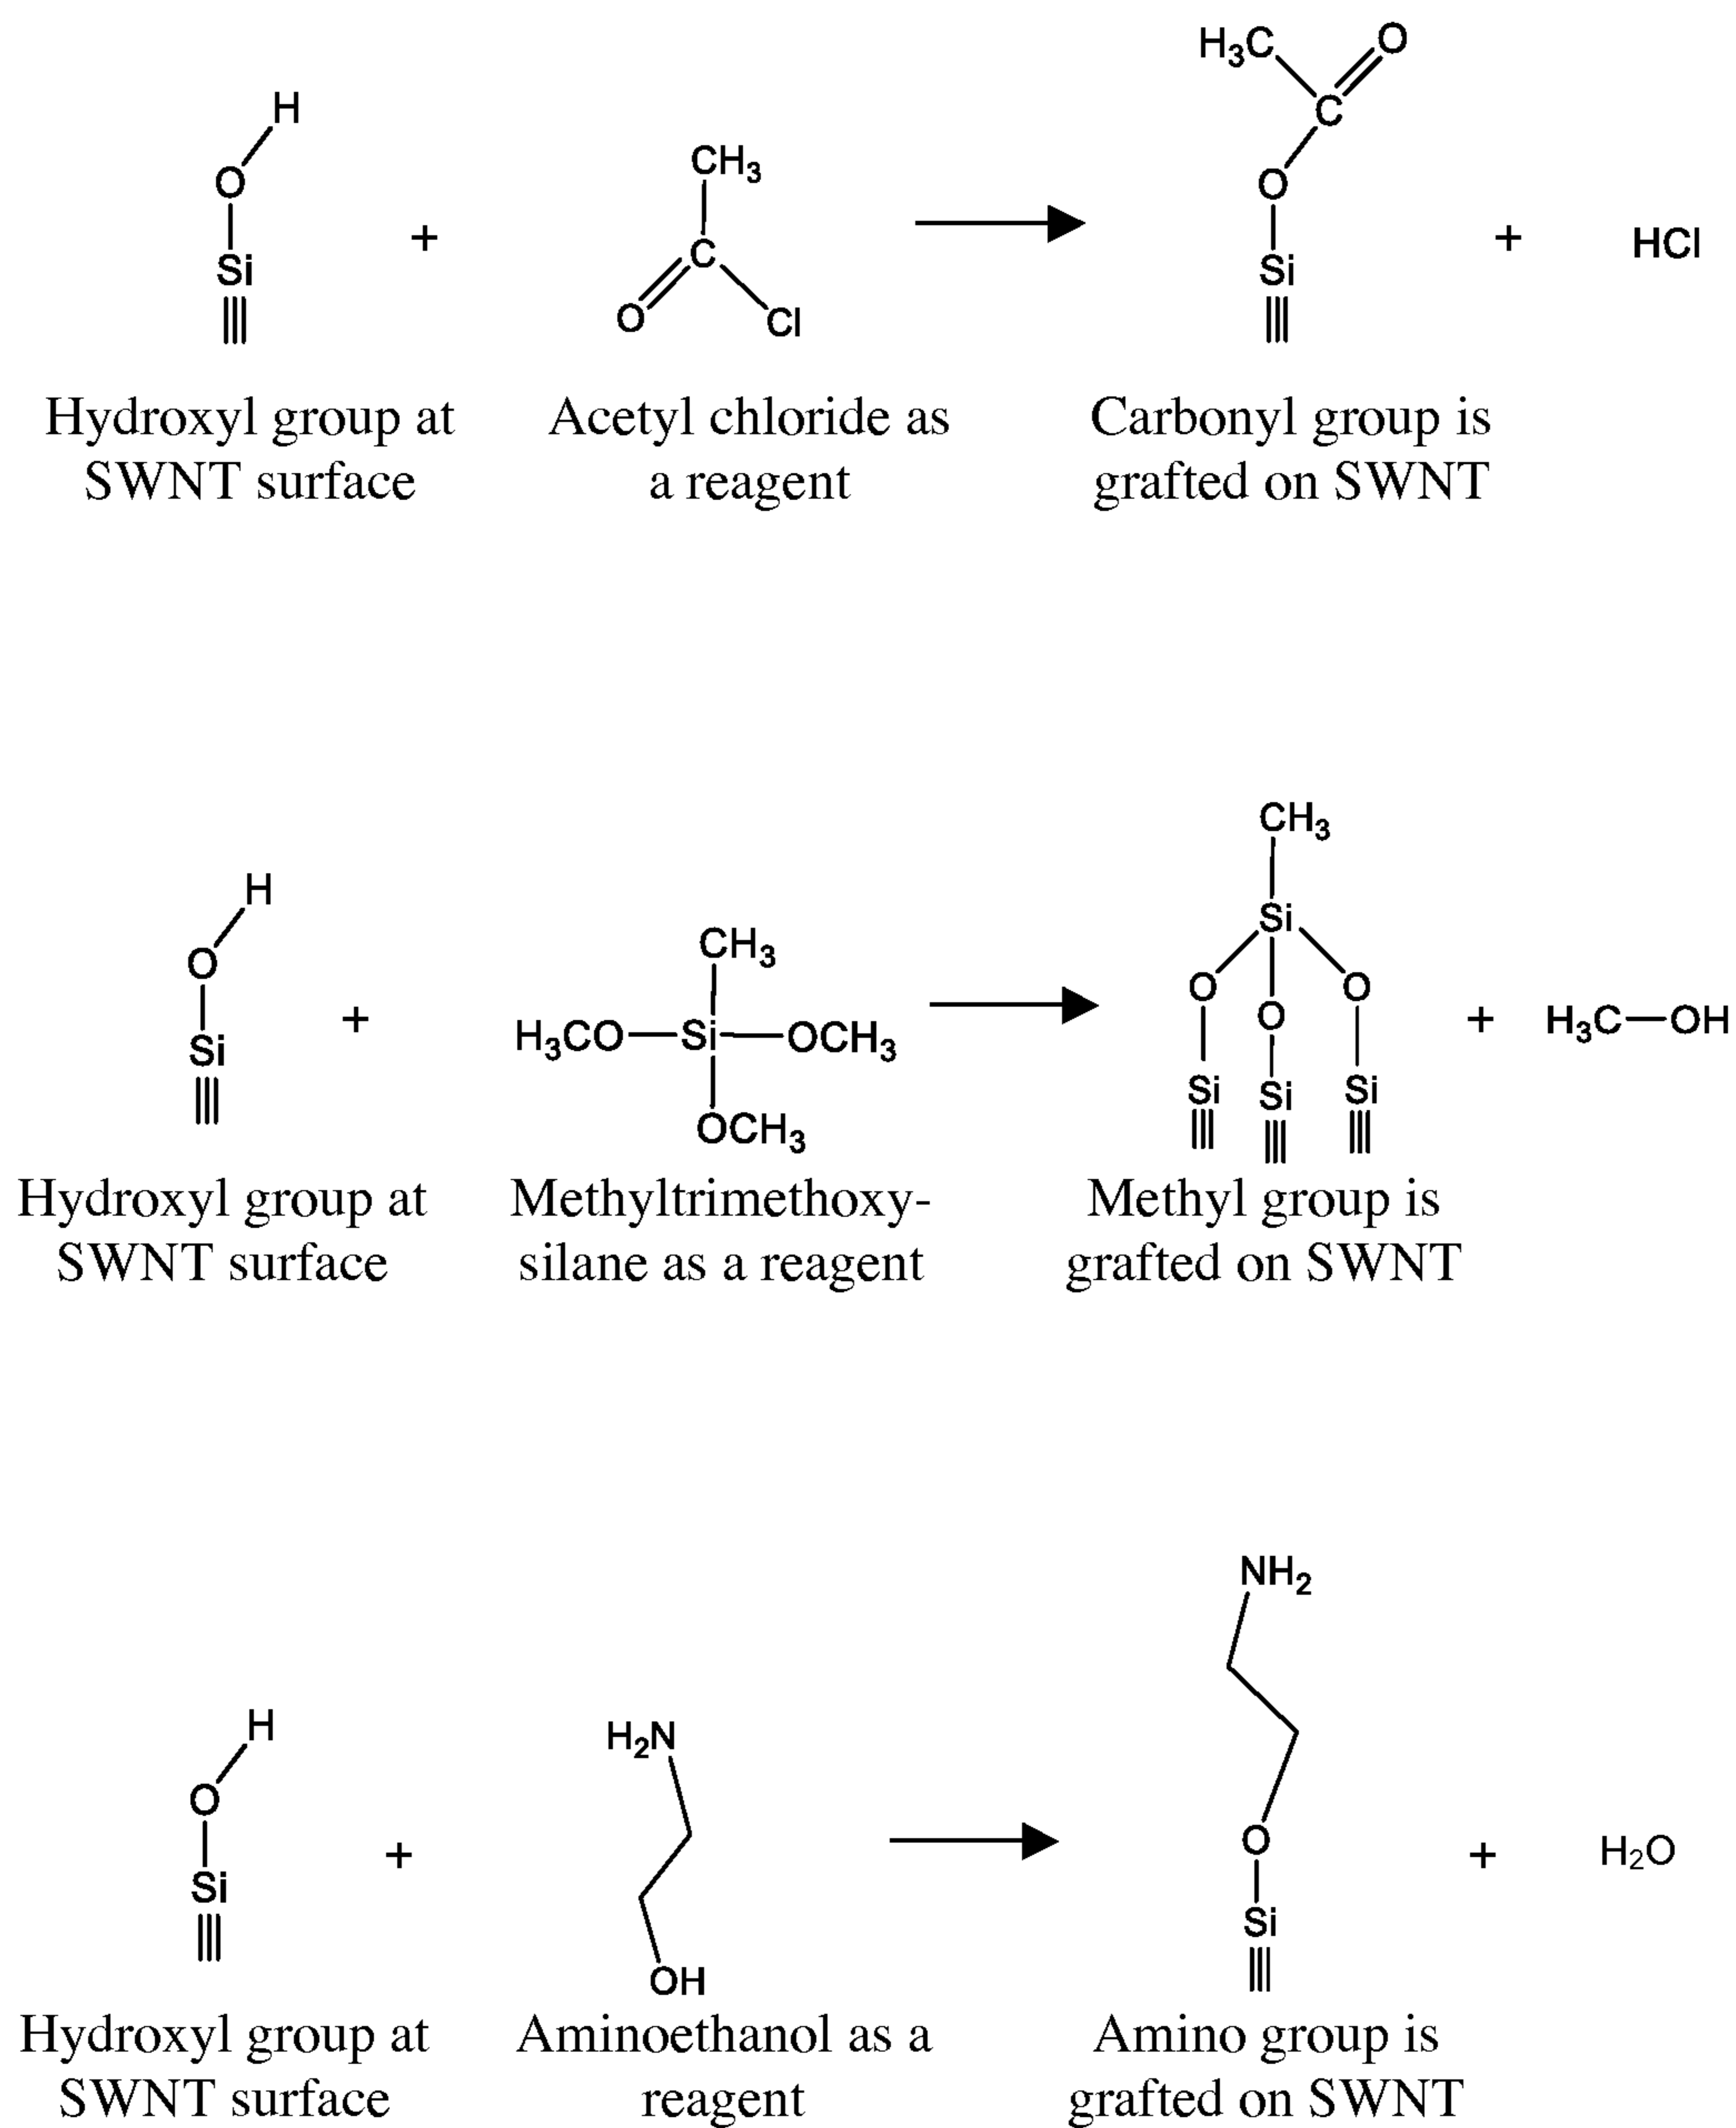 H
O
Si
+
CH3
C
O
Cl
H3C
O
C
O
Si
+
HCl
Hydroxyl group at
SWNT surface
Acetyl chloride as
a reagent
Carbonyl group is
grafted on SWNT
H
O
Si
+
CH3
H3CO
Si
OCH3
OCH3
CH3
Si
O
O
O
Si
Si
Si
+
H3C—OH
Hydroxyl group at
SWNT surface
Methyltrimethoxy-
silane as a reagent
Methyl group is
grafted on SWNT
H
O
Si
+
H2N
OH
NH2
O
Si
+
H2O
Hydroxyl group at
SWNT surface
Aminoethanol as a
reagent
Amino group is
grafted on SWNT